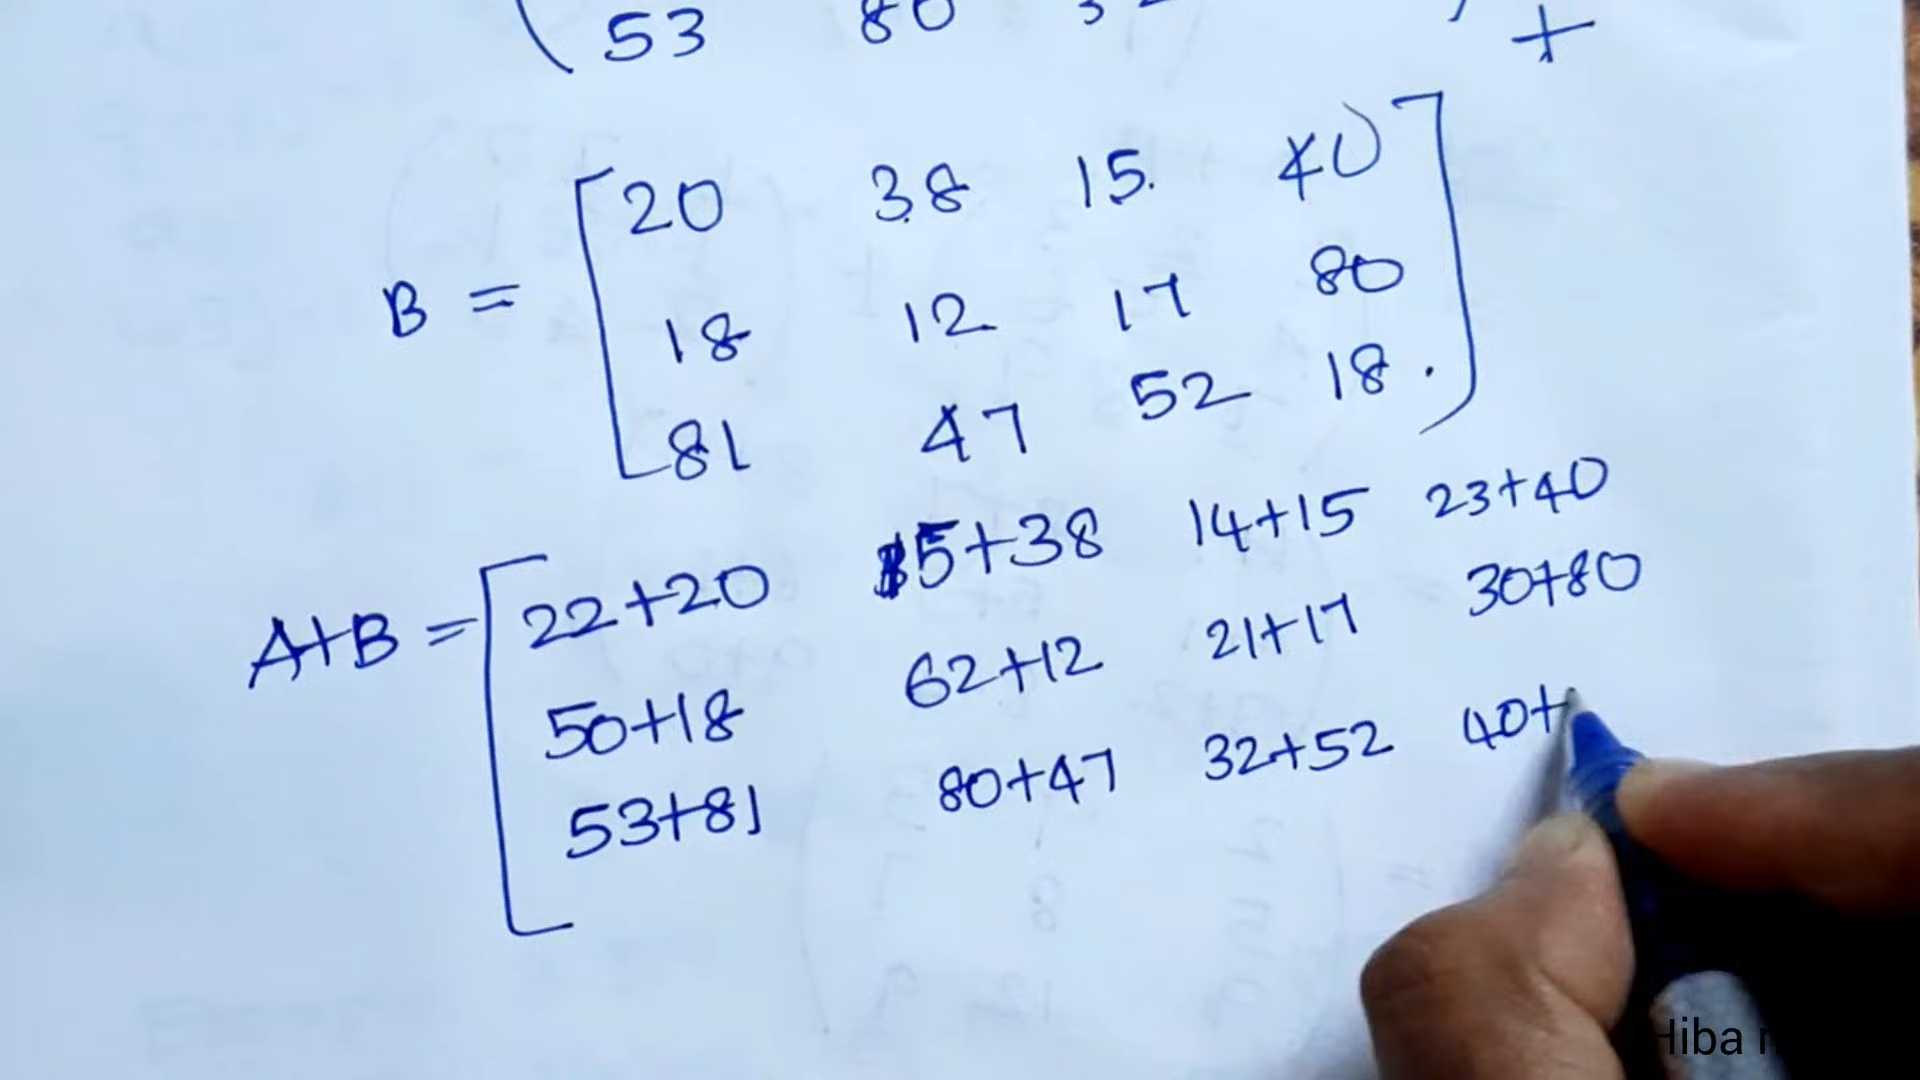 53 80
+
20 38 15. 40
B = 18 12 17 80
81 47 52 18.
A+B = 22+20 5+38 14+15 23+40
50+18 62+12 21+17 30+80
53+81 80+47 32+52 40+
Hiba